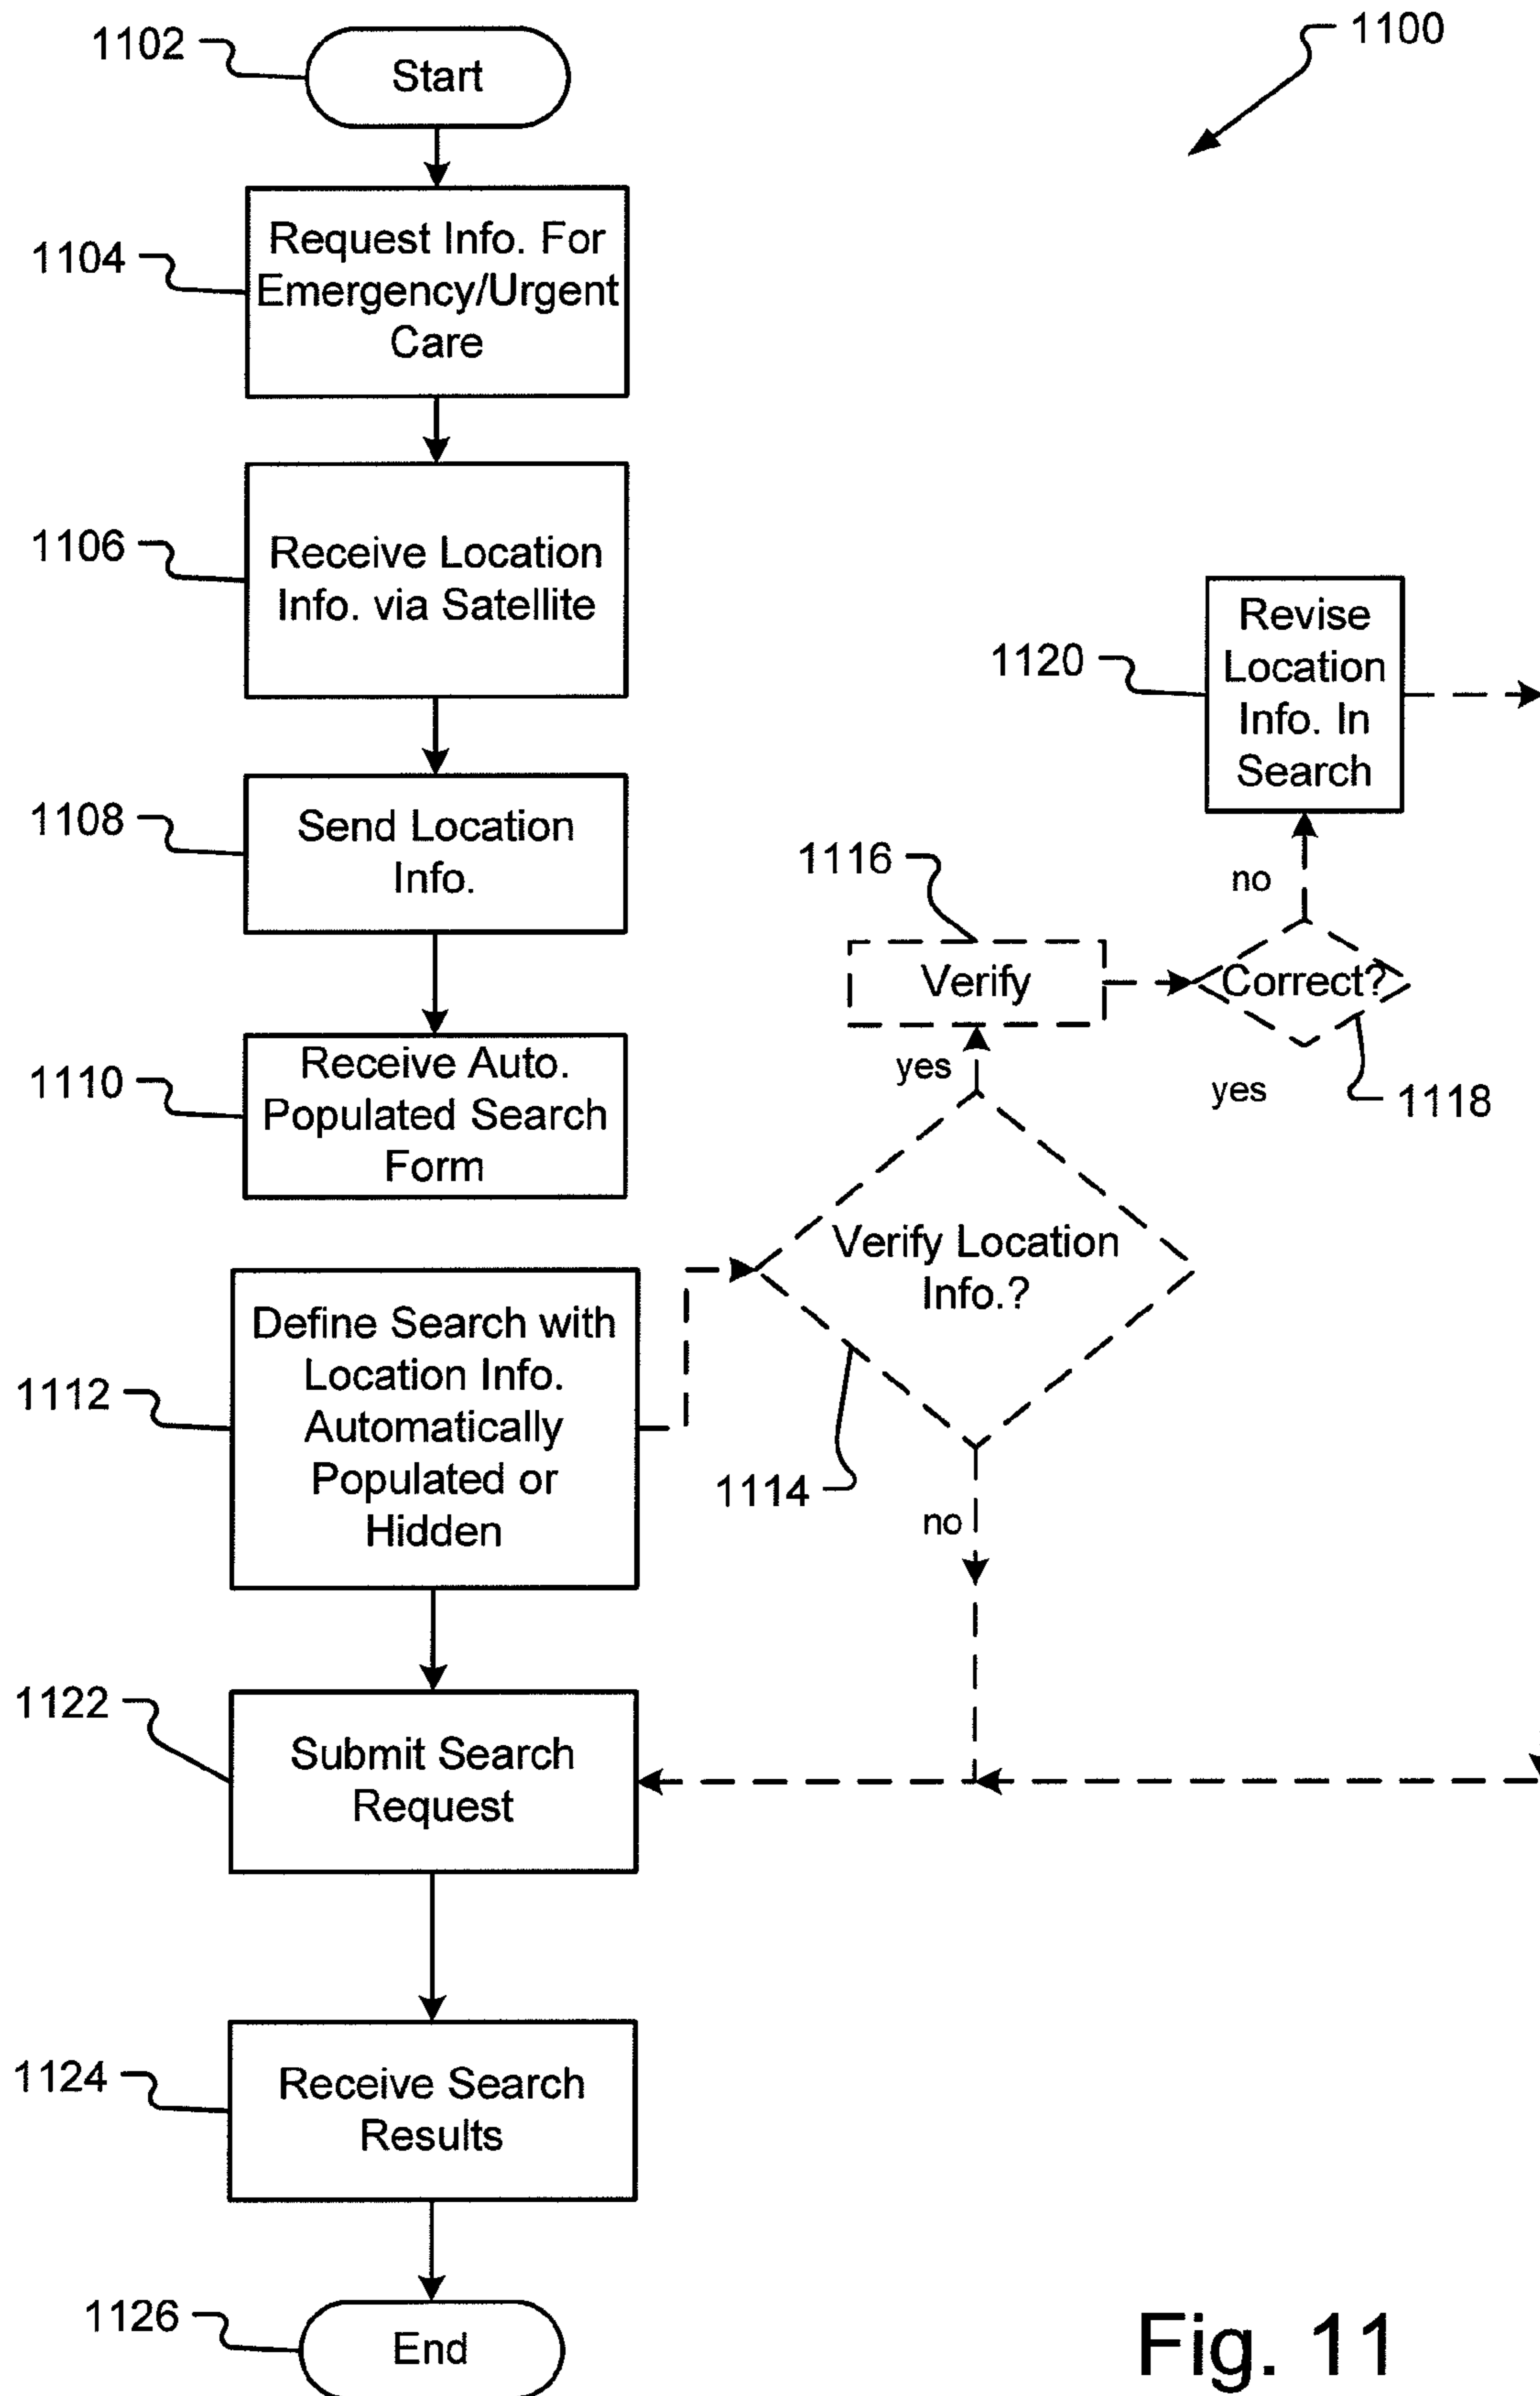 1100
1102
Start
1104
Request Info. For
Emergency/Urgent
Care
1106
Receive Location
Info. via Satellite
1108
Send Location
Info.
1110
Receive Auto.
Populated Search
Form
1112
Define Search with
Location Info.
Automatically
Populated or
Hidden
1114
Verify Location
Info.?
yes
no
1116
Verify
1118
Correct?
no
yes
1120
Revise
Location
Info. In
Search
1122
Submit Search
Request
1124
Receive Search
Results
1126
End
Fig. 11